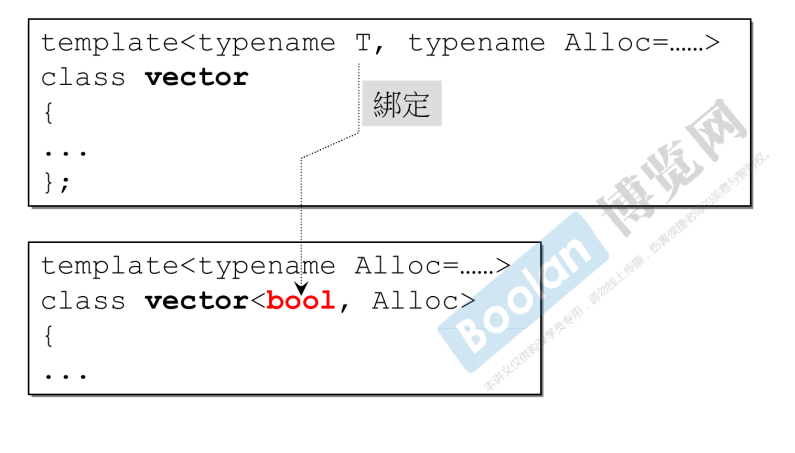 template<typename T, typename Alloc=……>
class vector
{
...
};
綁定
template<typename Alloc=……>
class vector<bool, Alloc>
{
...
Boolan 博览网